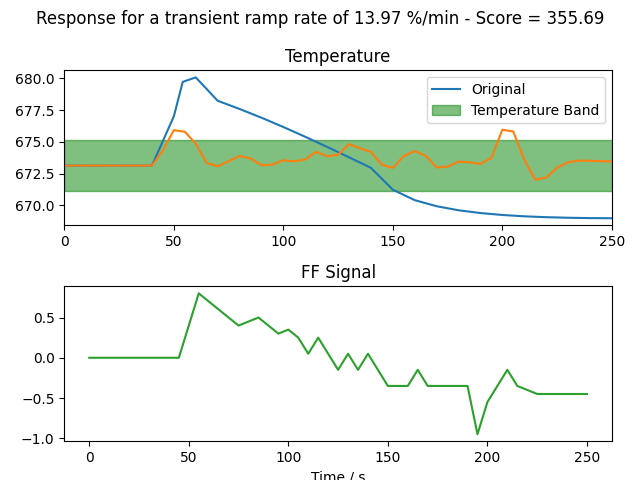 Response for a transient ramp rate of 13.97 %/min - Score = 355.69
Temperature
680.0
677.5
675.0
672.5
670.0
Original
Temperature Band
0 50 100 150 200 250
FF Signal
0.5
0.0
−0.5
−1.0
0 50 100 150 200 250
Time / s